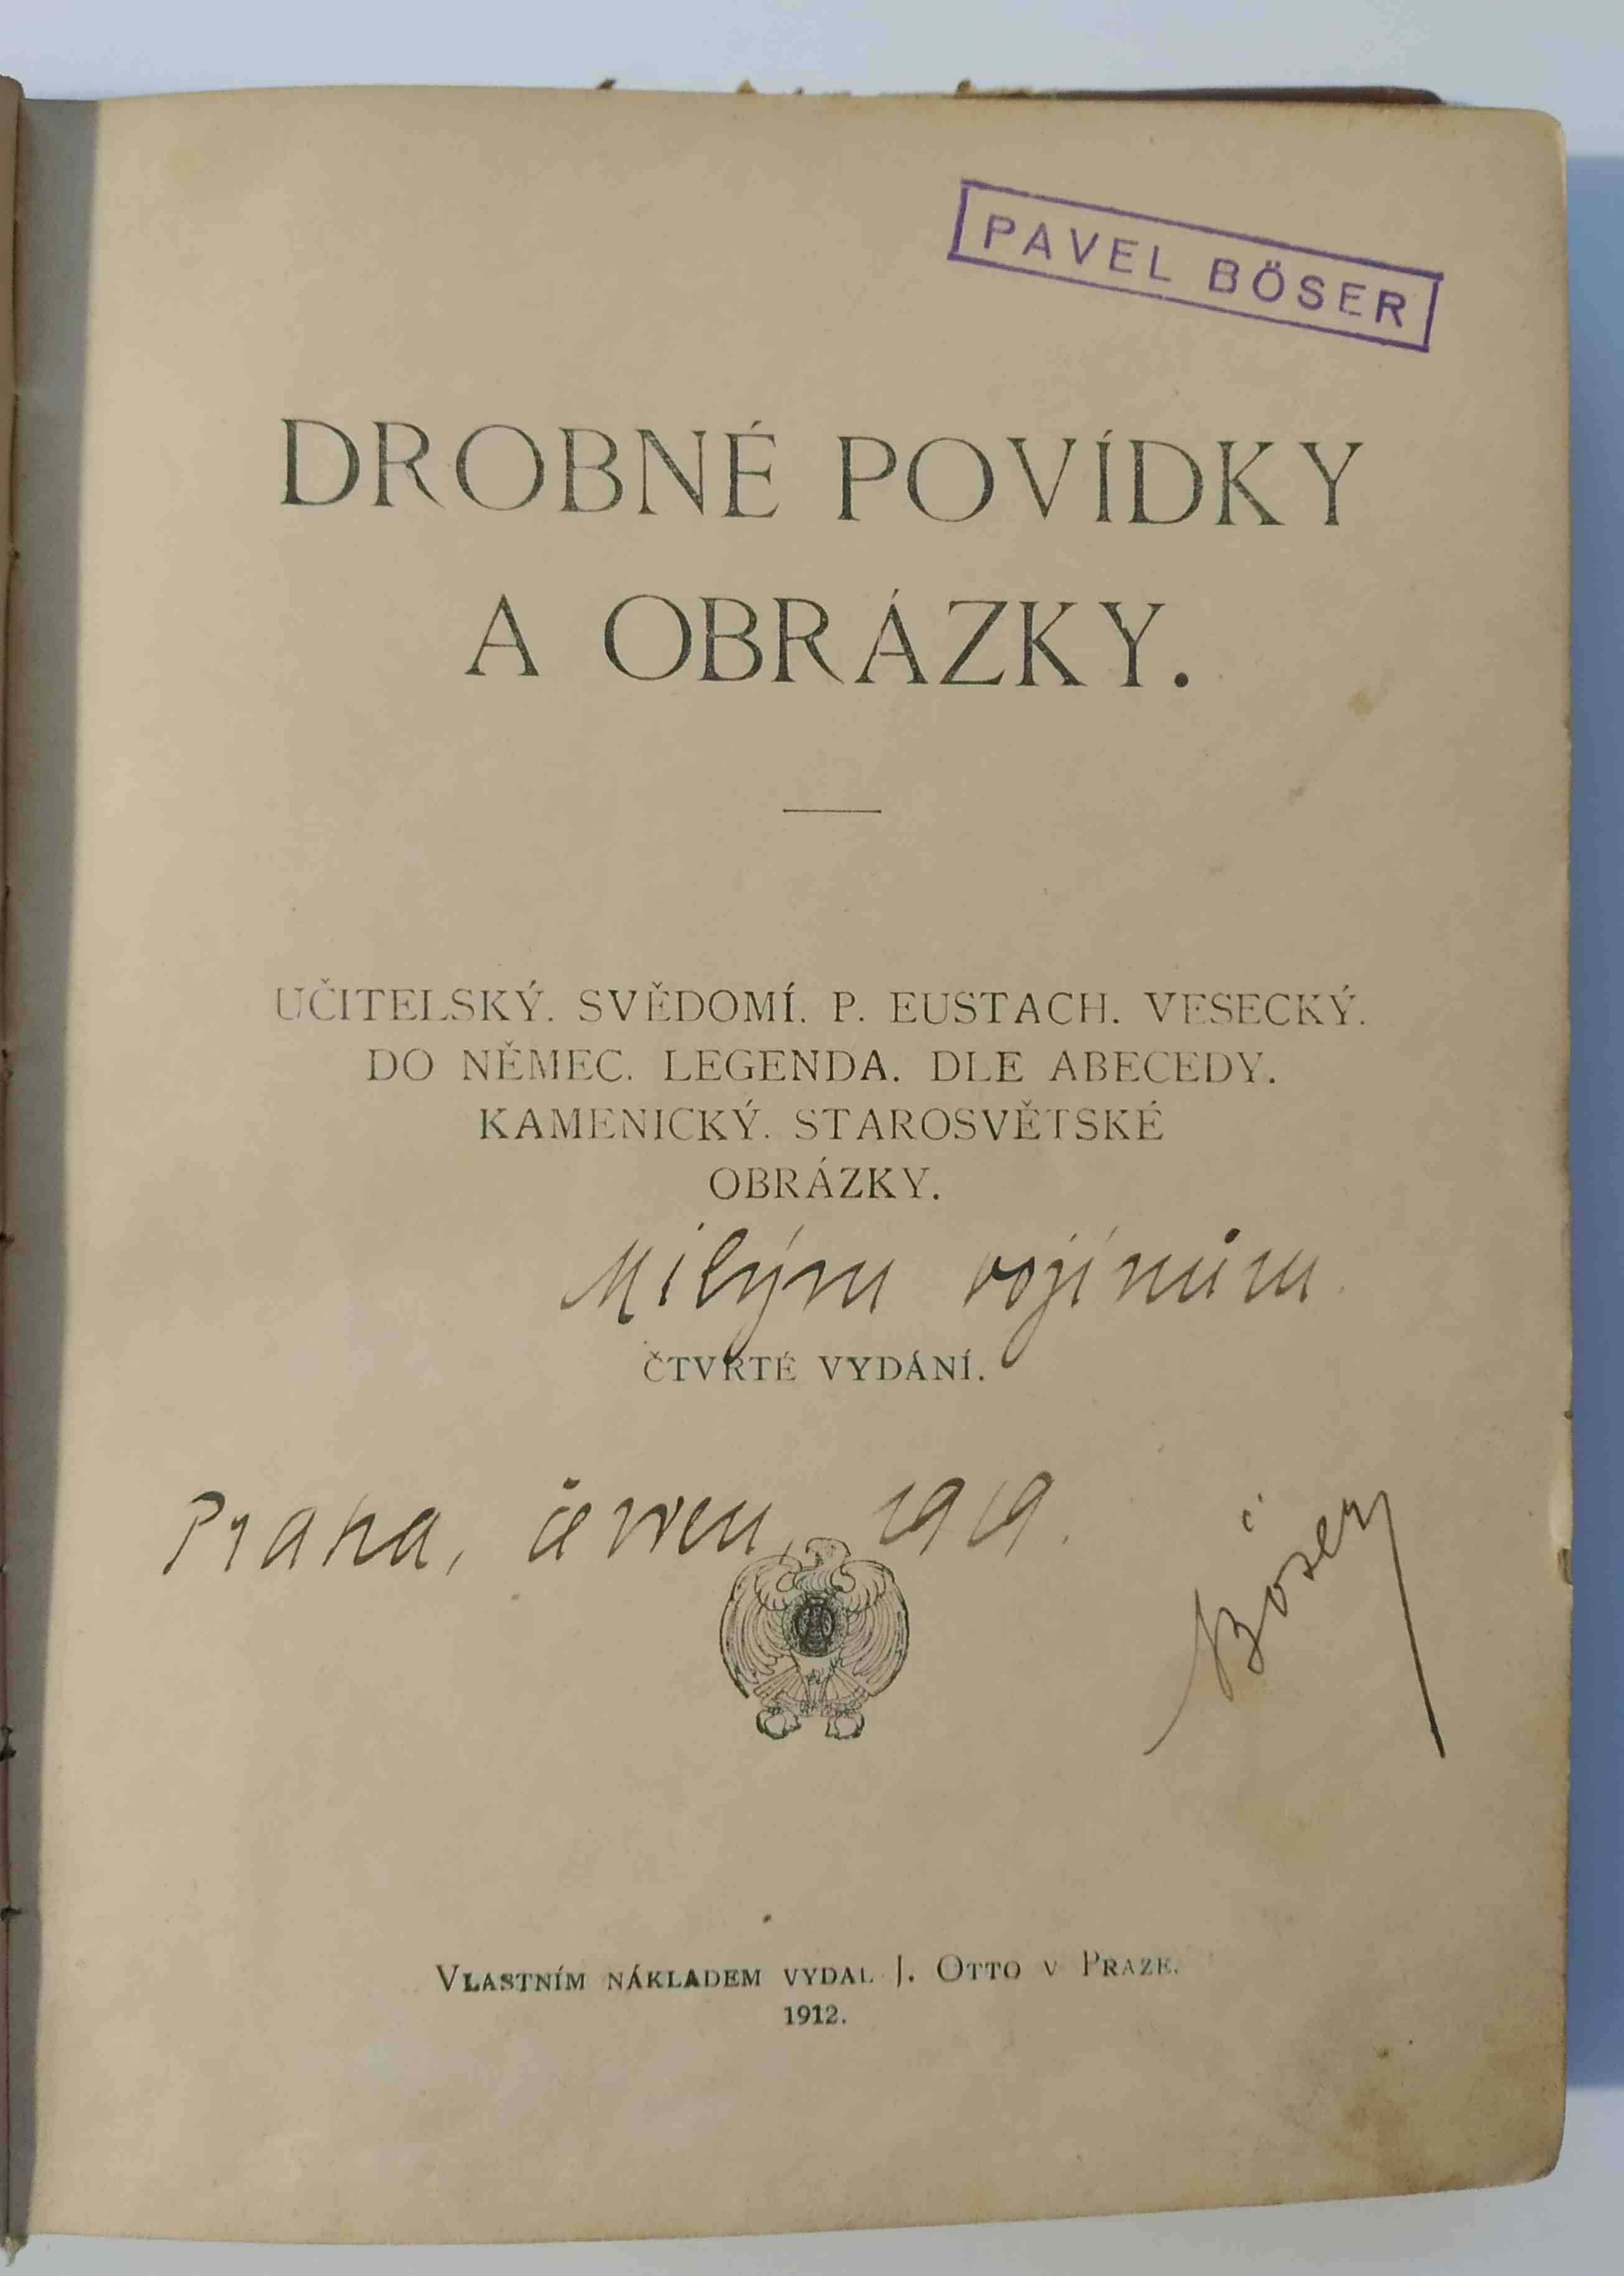 PAVEL BÖSER
DROBNÉ POVÍDKY
A OBRÁZKY.
UČITELSKÝ. SVĚDOMÍ. P. EUSTACH. VESECKÝ.
DO NĚMEC. LEGENDA. DLE ABECEDY.
KAMENICKÝ. STAROSVĚTSKÉ
OBRÁZKY.
Milým vojínům.
ČTVRTÉ VYDÁNÍ.
Praha, červen, 1919.
Böser
VLASTNÍM NÁKLADEM VYDAL J. OTTO V PRAZE.
1912.